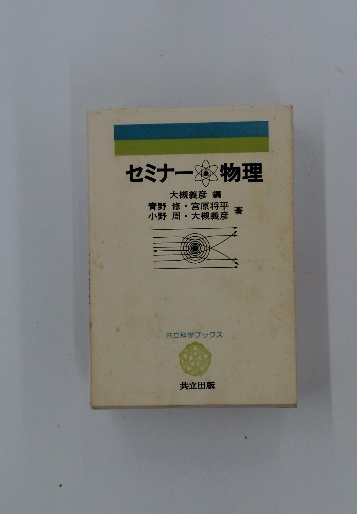 セミナー物理
大槻義彦 編
青野 修・宮原将平
小野 周・大槻義彦 著
共立科学ブックス
共立出版